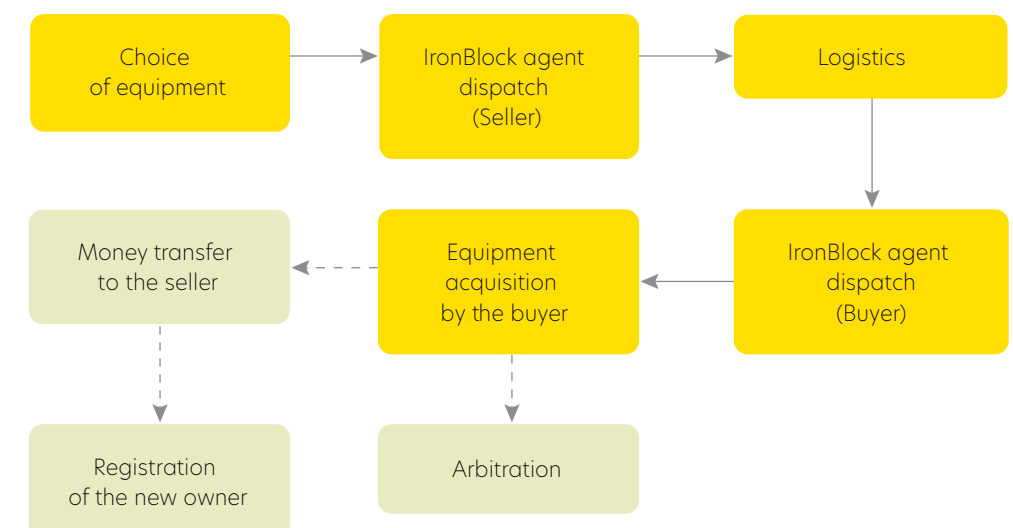 Choice
of equipment
IronBlock agent
dispatch
(Seller)
Logistics
Money transfer
to the seller
Equipment
acquisition
by the buyer
IronBlock agent
dispatch
(Buyer)
Registration
of the new owner
Arbitration